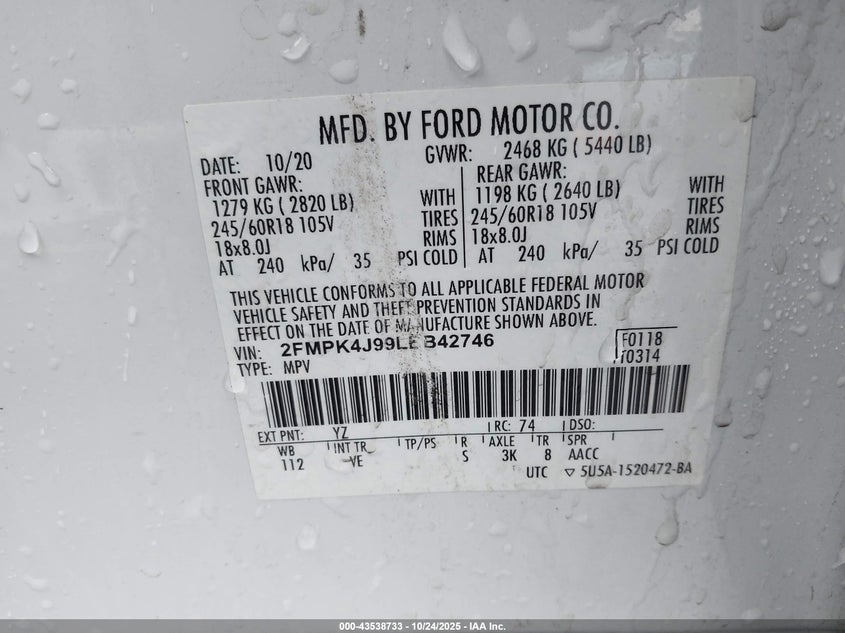 MFD. BY FORD MOTOR CO.
DATE: 10/20 GVWR: 2468 KG ( 5440 LB)
FRONT GAWR: REAR GAWR:
1279 KG ( 2820 LB) WITH 1198 KG ( 2640 LB) WITH
245/60R18 105V TIRES 245/60R18 105V TIRES
18x8.0J RIMS 18x8.0J RIMS
AT 240 kPa/ 35 PSI COLD AT 240 kPa/ 35 PSI COLD
THIS VEHICLE CONFORMS TO ALL APPLICABLE FEDERAL MOTOR
VEHICLE SAFETY AND THEFT PREVENTION STANDARDS IN
EFFECT ON THE DATE OF MANUFACTURE SHOWN ABOVE.
VIN: F0118
TYPE: MPV T0314
EXT PNT: YZ RC: 74 DSO:
WB INT TR TP/PS R AXLE TR SPR
112 VE S 3K 8 AACC
UTC ▽ 5U5A-1520472-BA
000-43538733 - 10/24/2025 - IAA Inc.